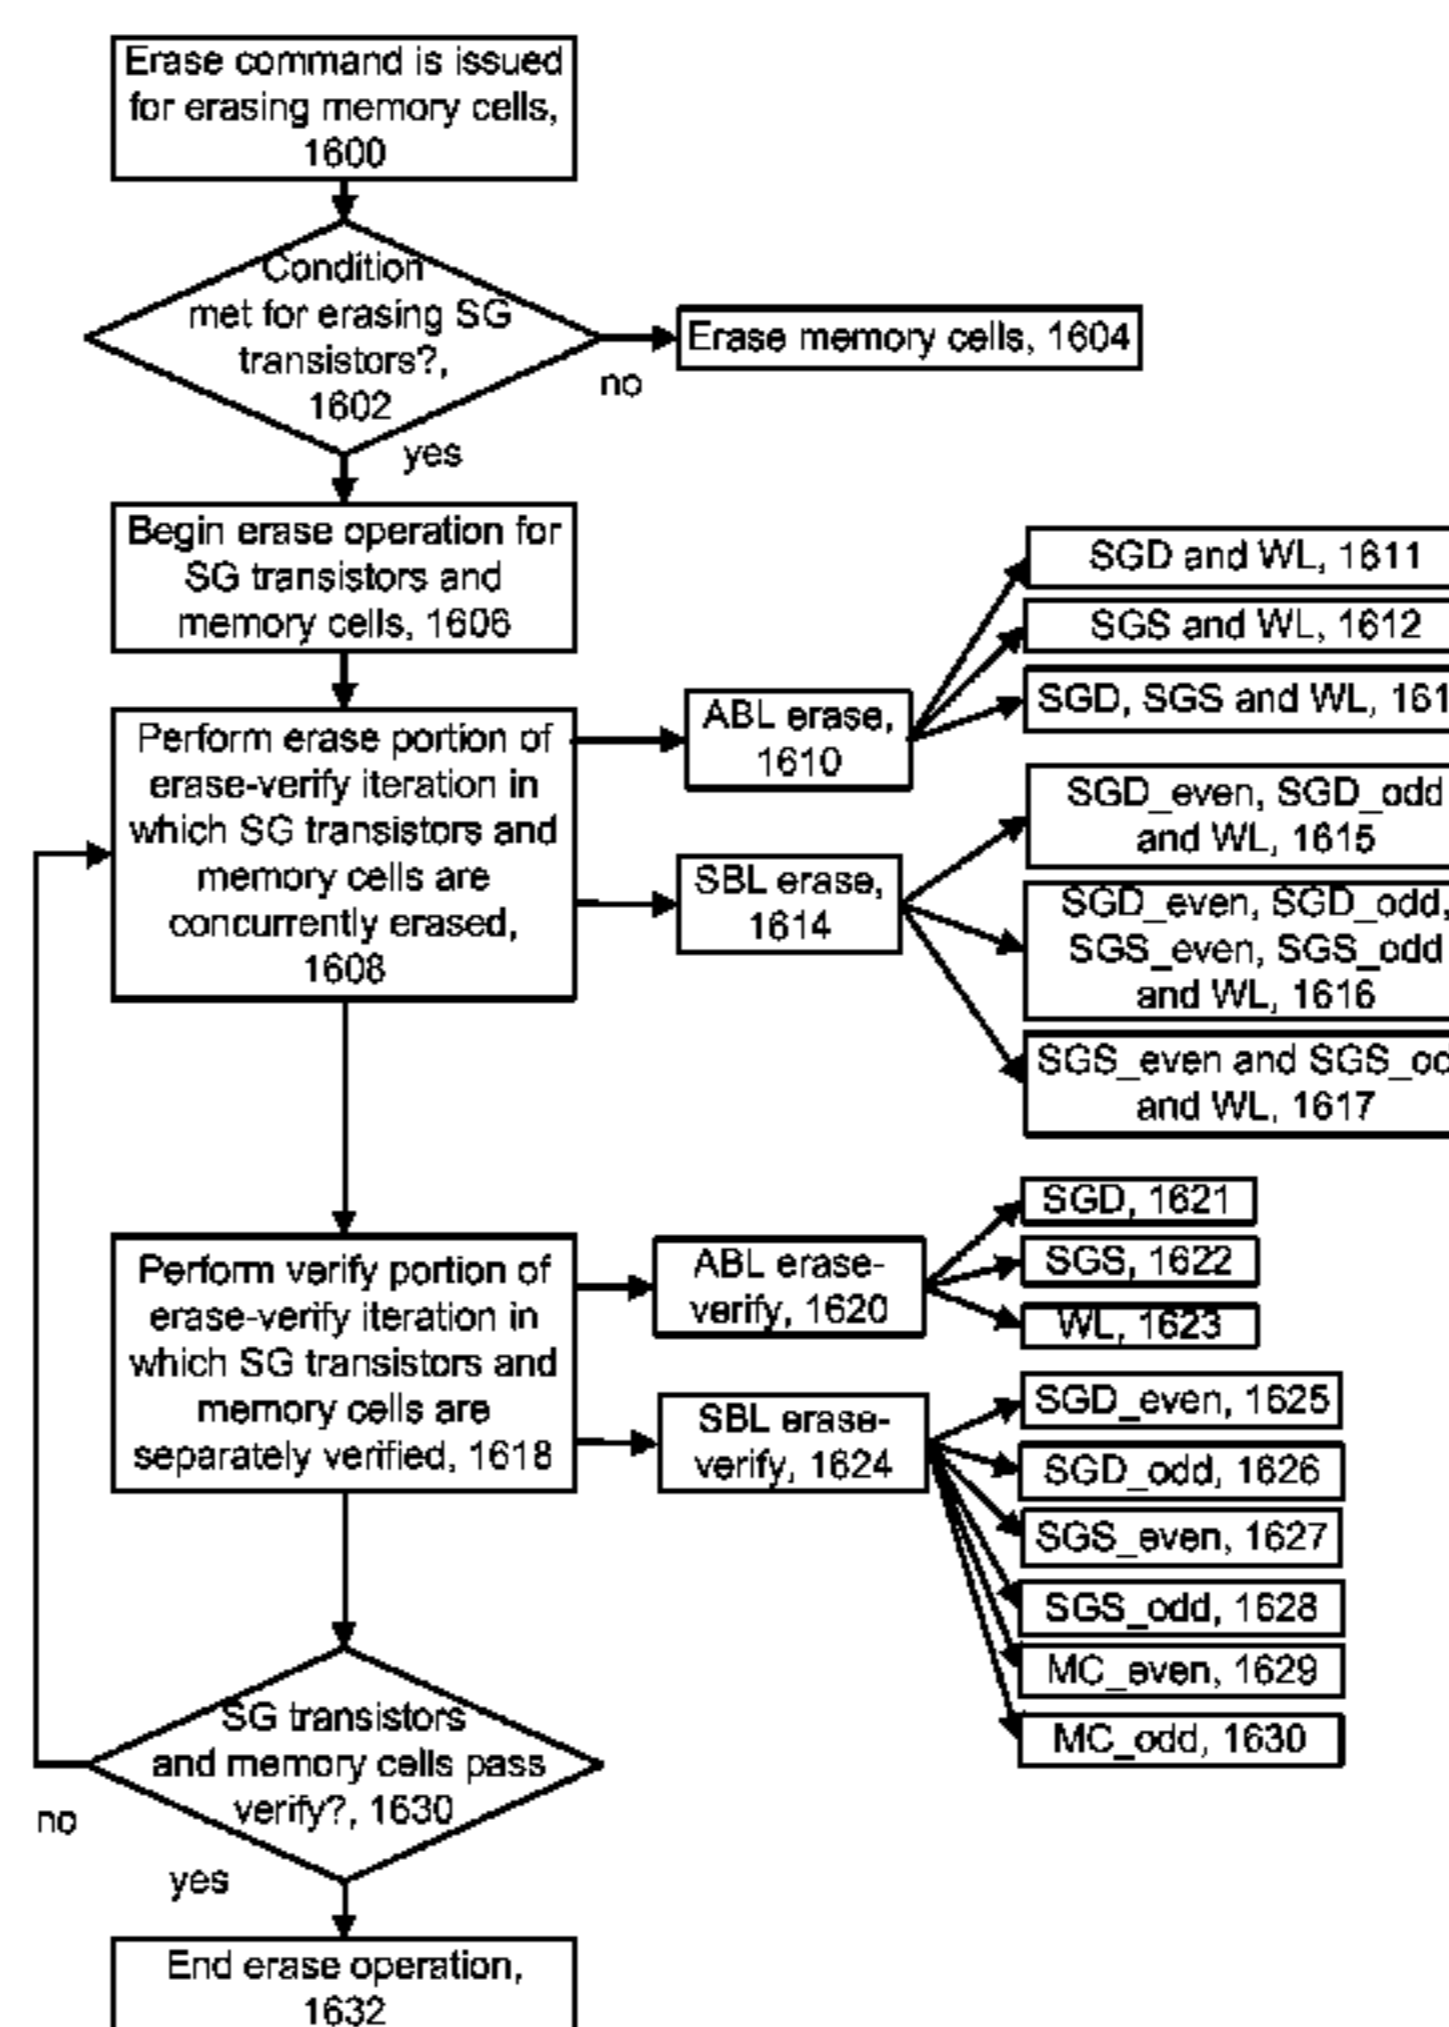 Erase command is issued
for erasing memory cells,
1600
Condition
met for erasing SG
transistors?,
1602
no
yes
Erase memory cells, 1604
Begin erase operation for
SG transistors and
memory cells, 1606
Perform erase portion of
erase-verify iteration in
which SG transistors and
memory cells are
concurrently erased,
1608
ABL erase,
1610
SGD and WL, 1611
SGS and WL, 1612
SGD, SGS and WL, 161
SBL erase,
1614
SGD_even, SGD_odd
and WL, 1615
SGD_even, SGD_odd,
SGS_even, SGS_odd
and WL, 1616
SGS_even and SGS_od
and WL, 1617
Perform verify portion of
erase-verify iteration in
which SG transistors and
memory cells are
separately verified, 1618
ABL erase-
verify, 1620
SGD, 1621
SGS, 1622
WL, 1623
SBL erase-
verify, 1624
SGD_even, 1625
SGD_odd, 1626
SGS_even, 1627
SGS_odd, 1628
MC_even, 1629
MC_odd, 1630
SG transistors
and memory cells pass
verify?, 1630
no
yes
End erase operation,
1632